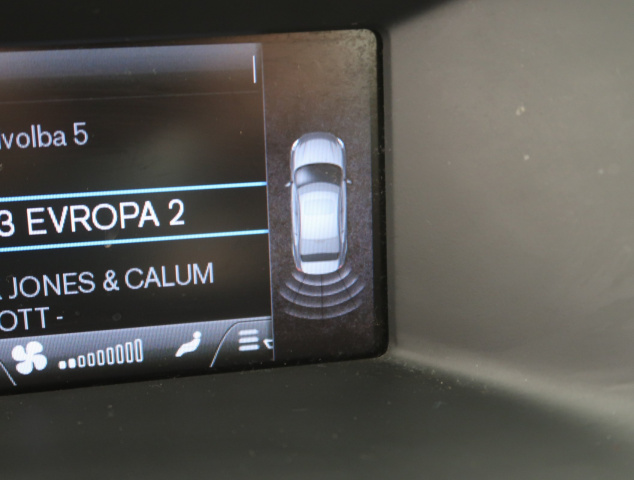 volba 5
3 EVROPA 2
JONES & CALUM
OTT -